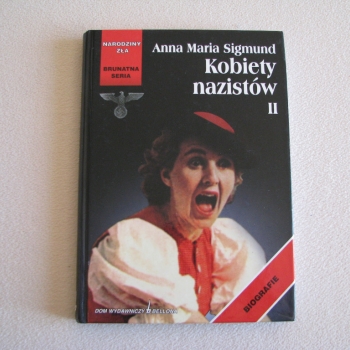 NARODZINY
ZŁA
BRUNATNA
SERIA
Anna Maria Sigmund
Kobiety
nazistów
II
BIOGRAFIE
DOM WYDAWNICZY BELLONA